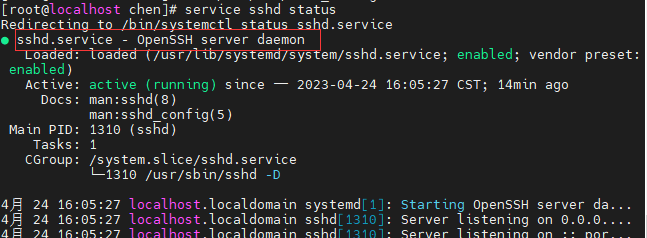 [root@localhost chen]# service sshd status
Redirecting to /bin/systemctl status sshd.service
● sshd.service - OpenSSH server daemon
Loaded: loaded (/usr/lib/systemd/system/sshd.service; enabled; vendor preset:
enabled)
Active: active (running) since 一 2023-04-24 16:05:27 CST; 14min ago
Docs: man:sshd(8)
man:sshd_config(5)
Main PID: 1310 (sshd)
Tasks: 1
CGroup: /system.slice/sshd.service
└─1310 /usr/sbin/sshd -D
4月 24 16:05:27 localhost.localdomain systemd[1]: Starting OpenSSH server da...
4月 24 16:05:27 localhost.localdomain sshd[1310]: Server listening on 0.0.0....
4月 24 16:05:27 localhost.localdomain sshd[1310]: Server listening on :: por...